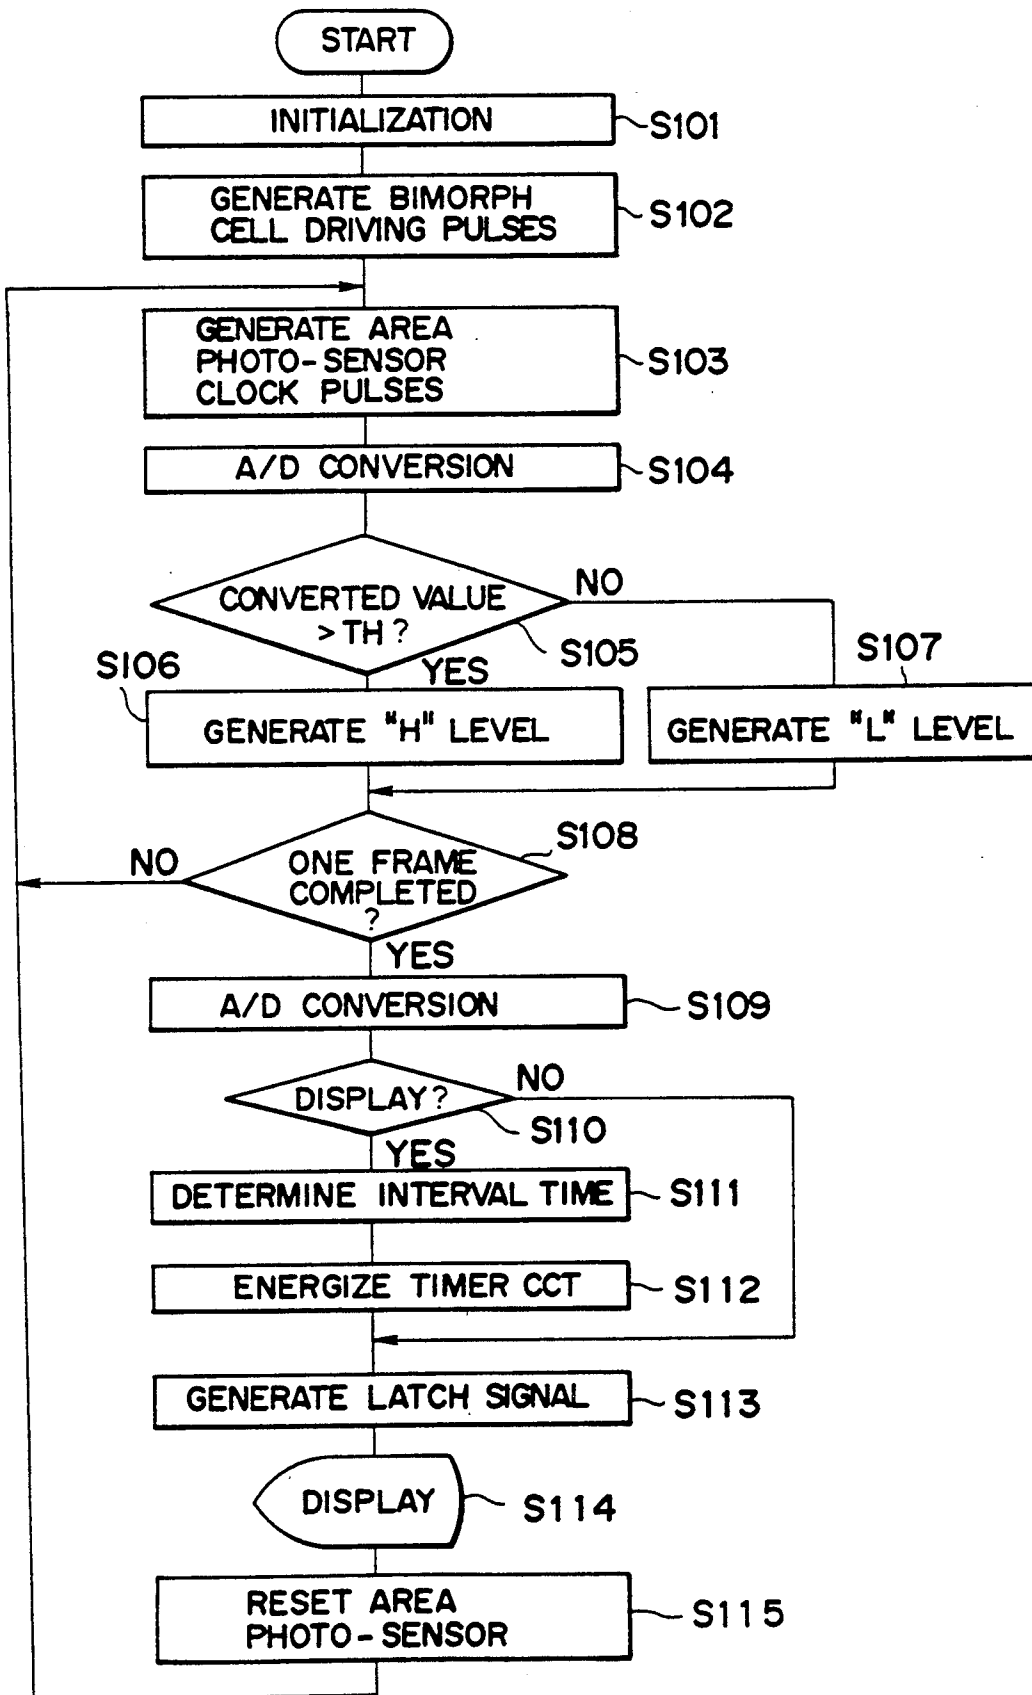 START
INITIALIZATION
S101
GENERATE BIMORPH
CELL DRIVING PULSES
S102
GENERATE AREA
PHOTO-SENSOR
CLOCK PULSES
S103
A/D CONVERSION
S104
CONVERTED VALUE
> TH ?
S105
NO
YES
S106
GENERATE "H" LEVEL
S107
GENERATE "L" LEVEL
ONE FRAME
COMPLETED
?
S108
NO
YES
A/D CONVERSION
S109
DISPLAY?
NO
S110
YES
DETERMINE INTERVAL TIME
S111
ENERGIZE TIMER CCT
S112
GENERATE LATCH SIGNAL
S113
DISPLAY
S114
RESET AREA
PHOTO-SENSOR
S115